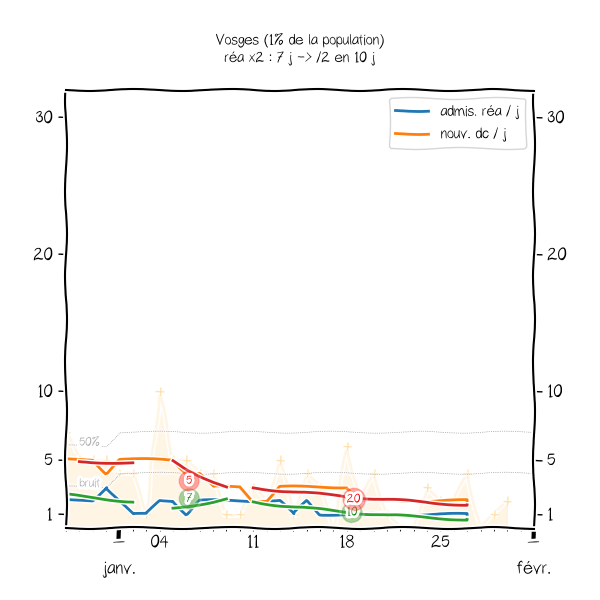 Vosges (1% de la population)
réa x2 : 7 j -> /2 en 10 j
admis. réa / j
nouv. dc / j
30
30
20
20
10
10
50%
5
5
bruit
5
7
20
10
1
1
04
11
18
25
janv.
févr.